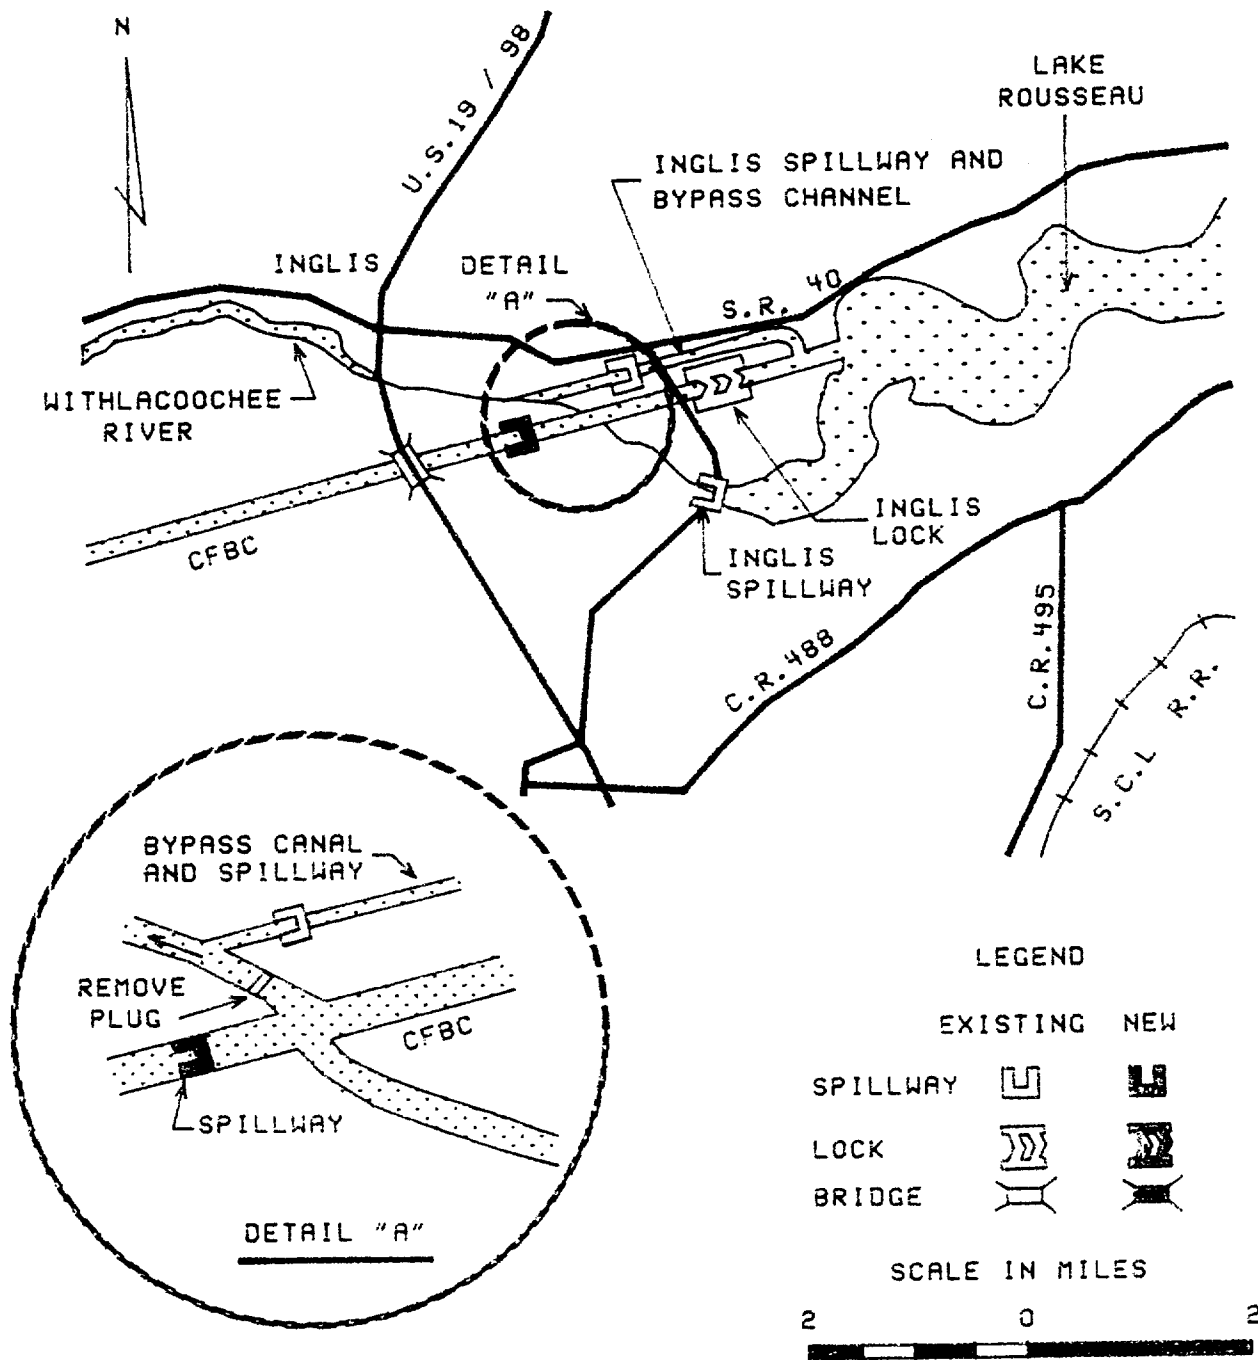 N
U.S.19 / 98
LAKE
ROUSSEAU
INGLIS SPILLWAY AND
BYPASS CHANNEL
INGLIS
DETAIL
"A"
S.R. 40
WITHLACOOCHEE
RIVER
CFBC
INGLIS
LOCK
INGLIS
SPILLWAY
C.R. 488
C.R. 495
S.C.L R.R.
BYPASS CANAL
AND SPILLWAY
REMOVE
PLUG
CFBC
SPILLWAY
DETAIL "A"
LEGEND
EXISTING NEW
SPILLWAY
LOCK
BRIDGE
SCALE IN MILES
2 0 2